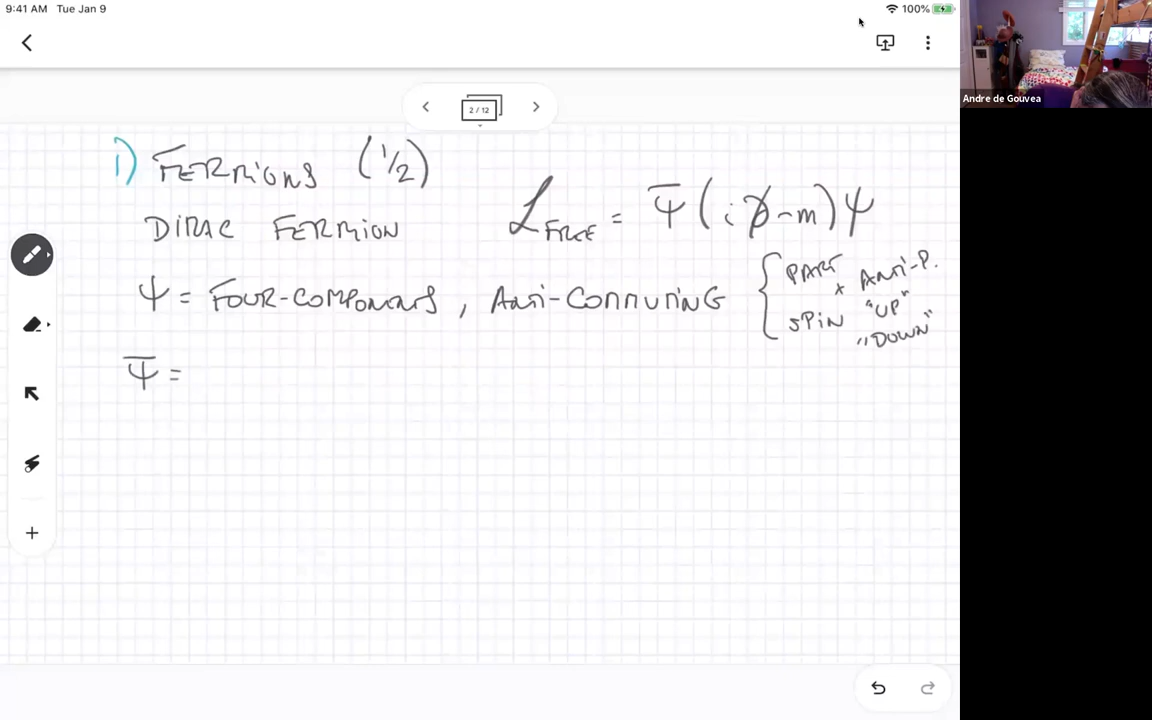 9:41 AM Tue Jan 9
100%
Andre de Gouvea
2 / 12
1) FERMIONS (1/2)
DIRAC FERMION
ℒ_FREE = Ψ̄ (i∂̸ - m) Ψ
Ψ = FOUR-COMPONENTS, ANTI-COMMUTING { PART ANTI-P.
×
SPIN "UP"
"DOWN"
Ψ̄ =